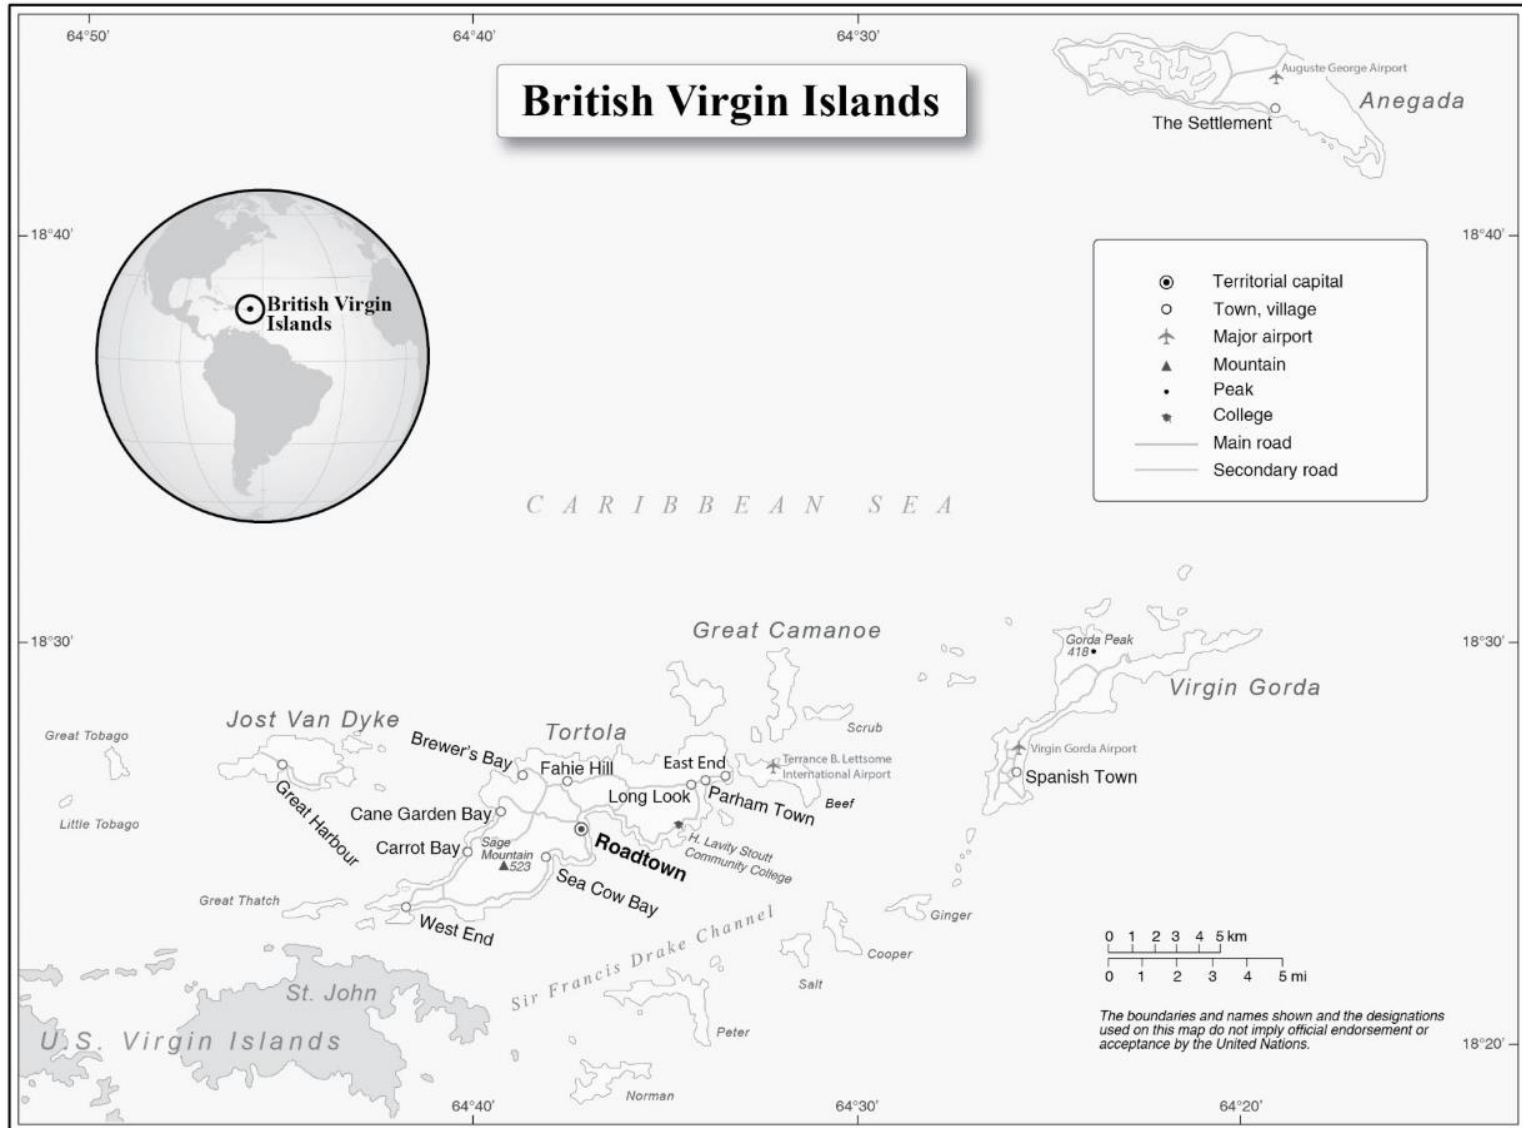 64°50'
64°40'
64°30'
British Virgin Islands
Auguste George Airport
Anegada
The Settlement
18°40'
18°40'
British Virgin
Islands
Territorial capital
Town, village
Major airport
Mountain
Peak
College
Main road
Secondary road
CARIBBEAN SEA
18°30'
18°30'
Great Camanoe
Gorda Peak
418
Virgin Gorda
Jost Van Dyke
Tortola
Scrub
Great Tobago
Brewer's Bay
Fahie Hill
East End
Terrance B. Lettsome
International Airport
Virgin Gorda Airport
Spanish Town
Great Harbour
Long Look
Parham Town
Beef
Little Tobago
Cane Garden Bay
Carrot Bay
Sage
Mountain
523
Roadtown
H. Lavity Stoutt
Community College
Sea Cow Bay
Great Thatch
West End
Sir Francis Drake Channel
Ginger
Cooper
Salt
St. John
U.S. Virgin Islands
Peter
Norman
0 1 2 3 4 5 km
0 1 2 3 4 5 mi
The boundaries and names shown and the designations
used on this map do not imply official endorsement or
acceptance by the United Nations.
18°20'
64°40'
64°30'
64°20'